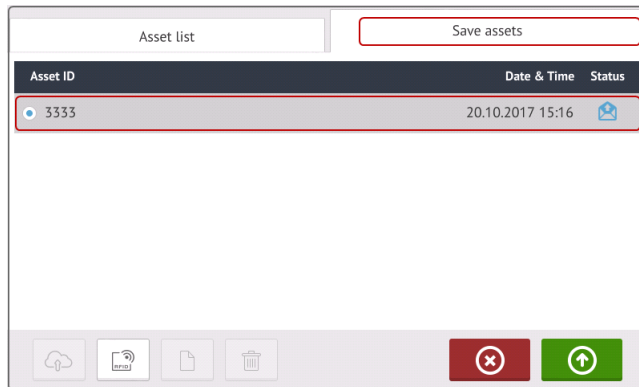 Asset list
Save assets
Asset ID Date & Time Status
3333 20.10.2017 15:16
RFID